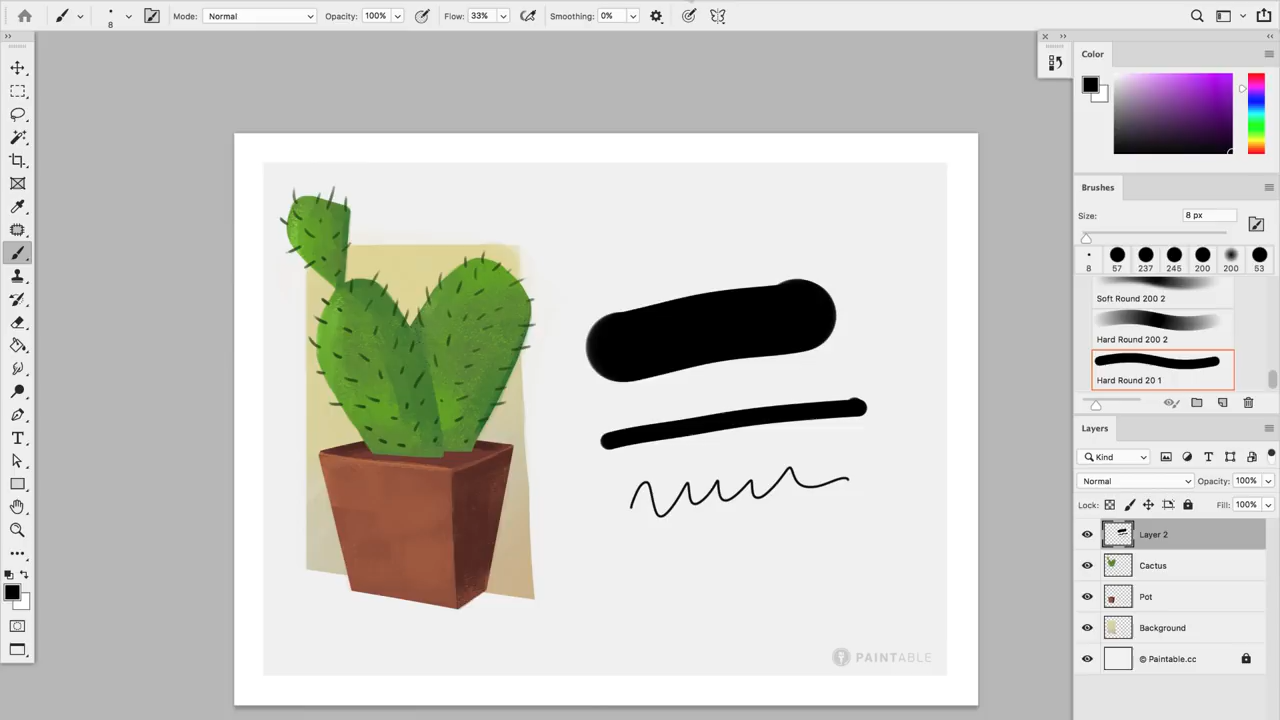 8
Mode: Normal
Opacity: 100%
Flow: 33%
Smoothing: 0%
Color
Brushes
Size: 8 px
8 57 237 245 200 200 53
Soft Round 200 2
Hard Round 200 2
Hard Round 20 1
Layers
Kind
Normal Opacity: 100%
Lock: Fill: 100%
Layer 2
Cactus
Pot
Background
© Paintable.cc
PAINTABLE